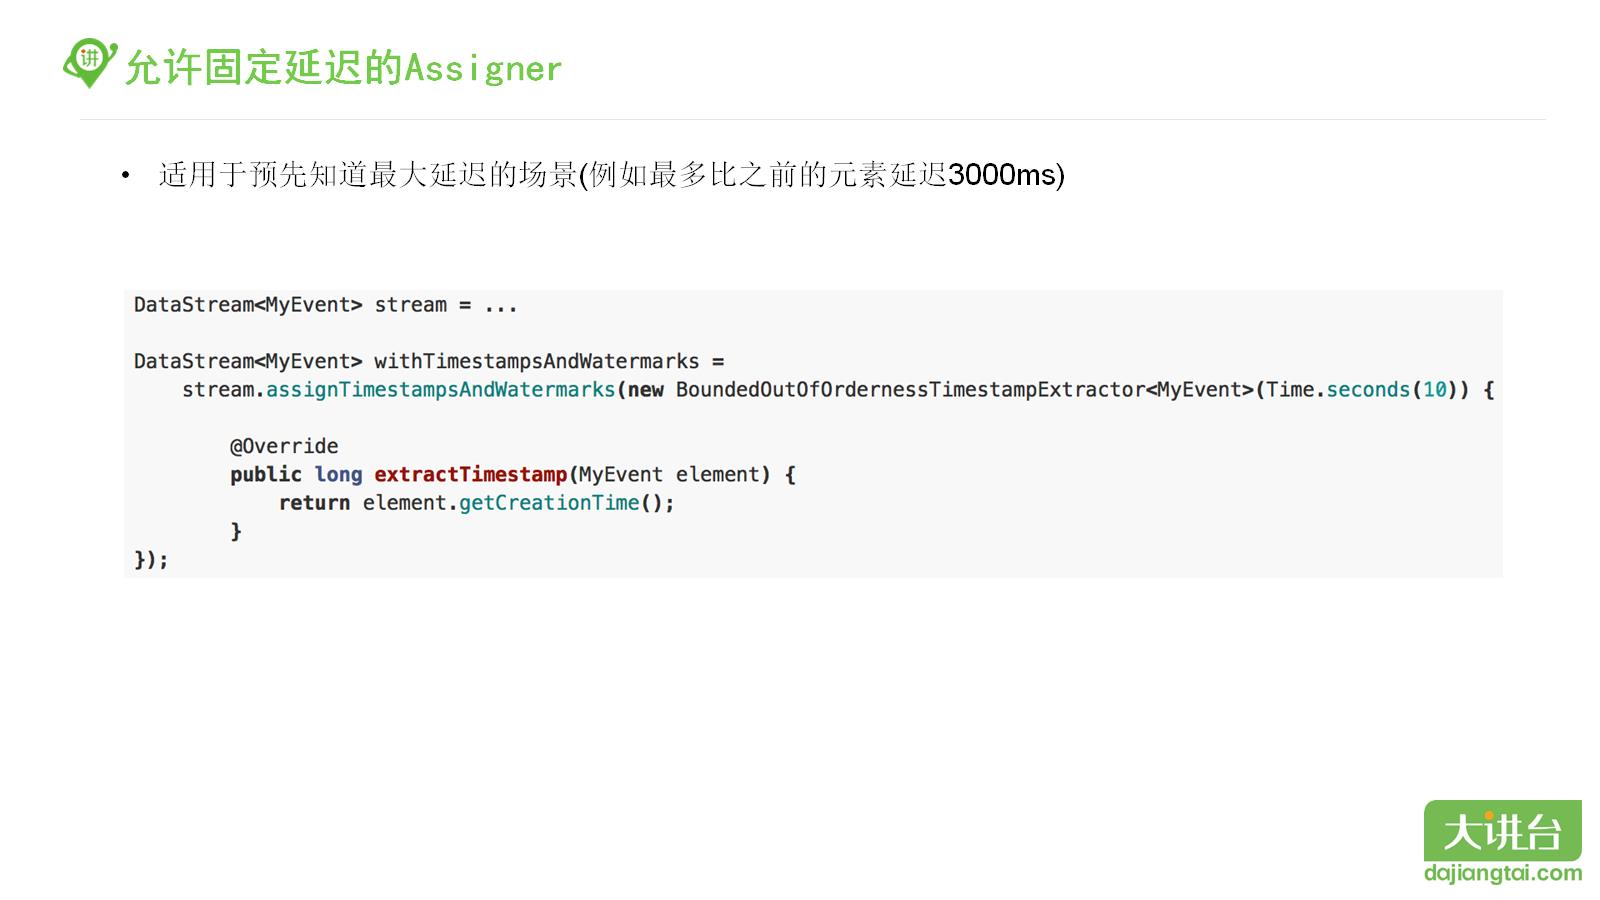 讲
允许固定延迟的Assigner
• 适用于预先知道最大延迟的场景(例如最多比之前的元素延迟3000ms)
DataStream<MyEvent> stream = ...
DataStream<MyEvent> withTimestampsAndWatermarks =
    stream.assignTimestampsAndWatermarks(new BoundedOutOfOrdernessTimestampExtractor<MyEvent>(Time.seconds(10)) {
        @Override
        public long extractTimestamp(MyEvent element) {
            return element.getCreationTime();
        }
});
大讲台
dajiangtai.com